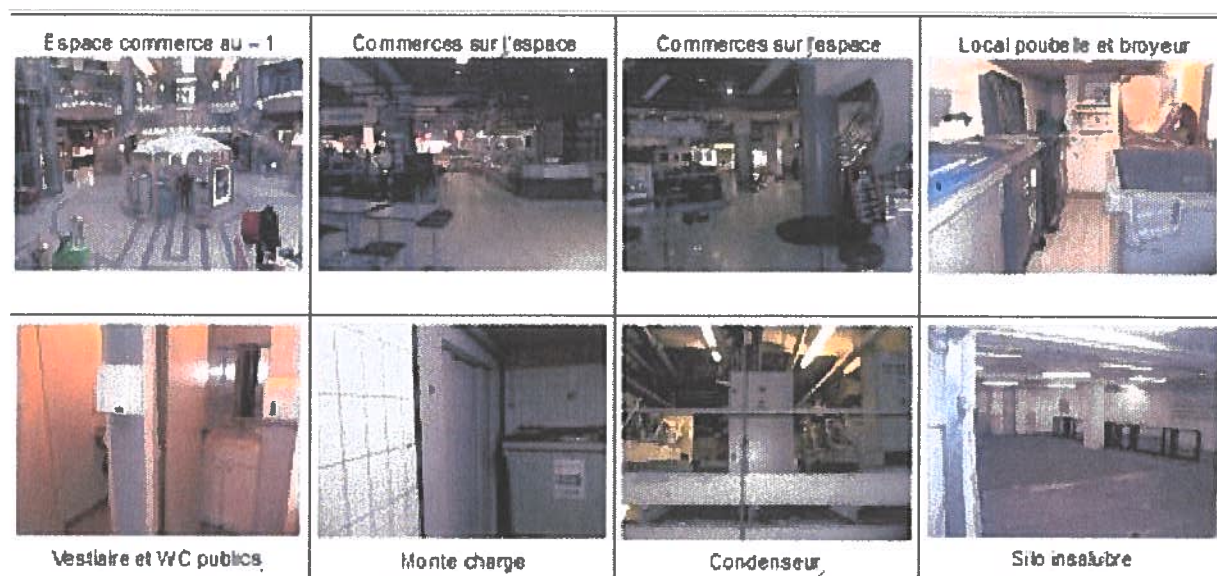 Espace commerce au - 1
Commerces sur l'espace
Commerces sur l'espace
Local poubelle et broyeur
Vestiaire et WC publics
Monte charge
Condenseur
Silo insalubre